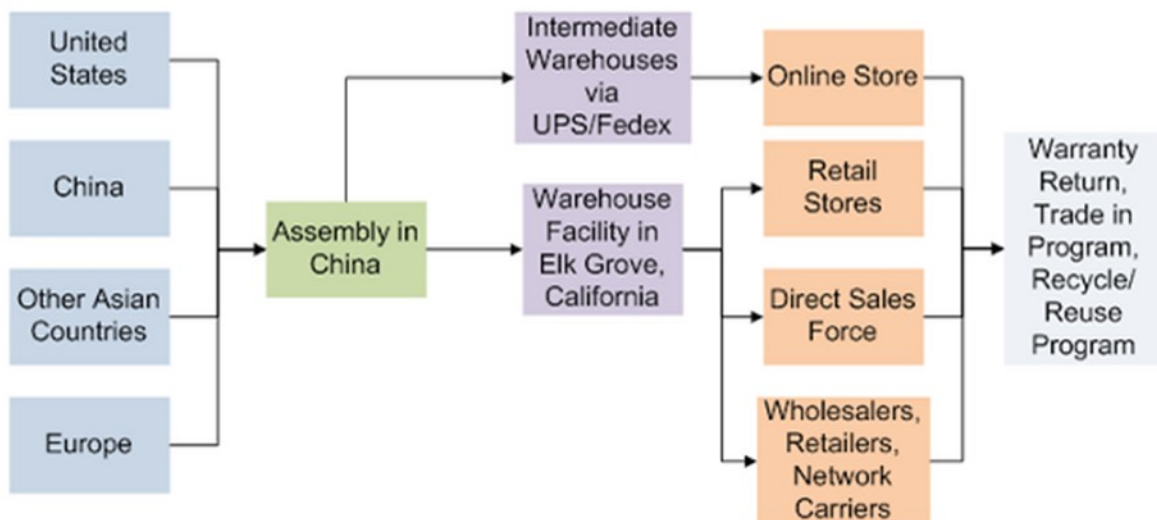 United
States
China
Other Asian
Countries
Europe
Assembly in
China
Intermediate
Warehouses
via
UPS/Fedex
Warehouse
Facility in
Elk Grove,
California
Online Store
Retail
Stores
Direct Sales
Force
Wholesalers,
Retailers,
Network
Carriers
Warranty
Return,
Trade in
Program,
Recycle/
Reuse
Program